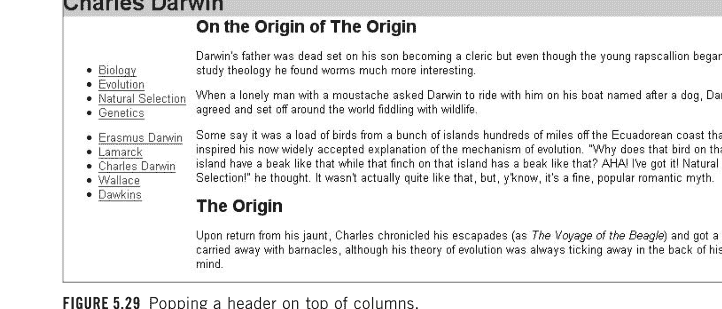 Charles Darwin
On the Origin of The Origin
Darwin's father was dead set on his son becoming a cleric but even though the young rapscallion began
study theology he found worms much more interesting.
When a lonely man with a moustache asked Darwin to ride with him on his boat named after a dog, Da
agreed and set off around the world fiddling with wildlife.
Some say it was a load of birds from a bunch of islands hundreds of miles off the Ecuadorean coast tha
inspired his now widely accepted explanation of the mechanism of evolution. "Why does that bird on tha
island have a beak like that while that finch on that island has a beak like that? AHA! I've got it! Natural
Selection!" he thought. It wasn't actually quite like that, but, y'know, it's a fine, popular romantic myth.
The Origin
Upon return from his jaunt, Charles chronicled his escapades (as The Voyage of the Beagle) and got a
carried away with barnacles, although his theory of evolution was always ticking away in the back of his
mind.
• Biology
• Evolution
• Natural Selection
• Genetics
• Erasmus Darwin
• Lamarck
• Charles Darwin
• Wallace
• Dawkins
FIGURE 5.29 Popping a header on top of columns.